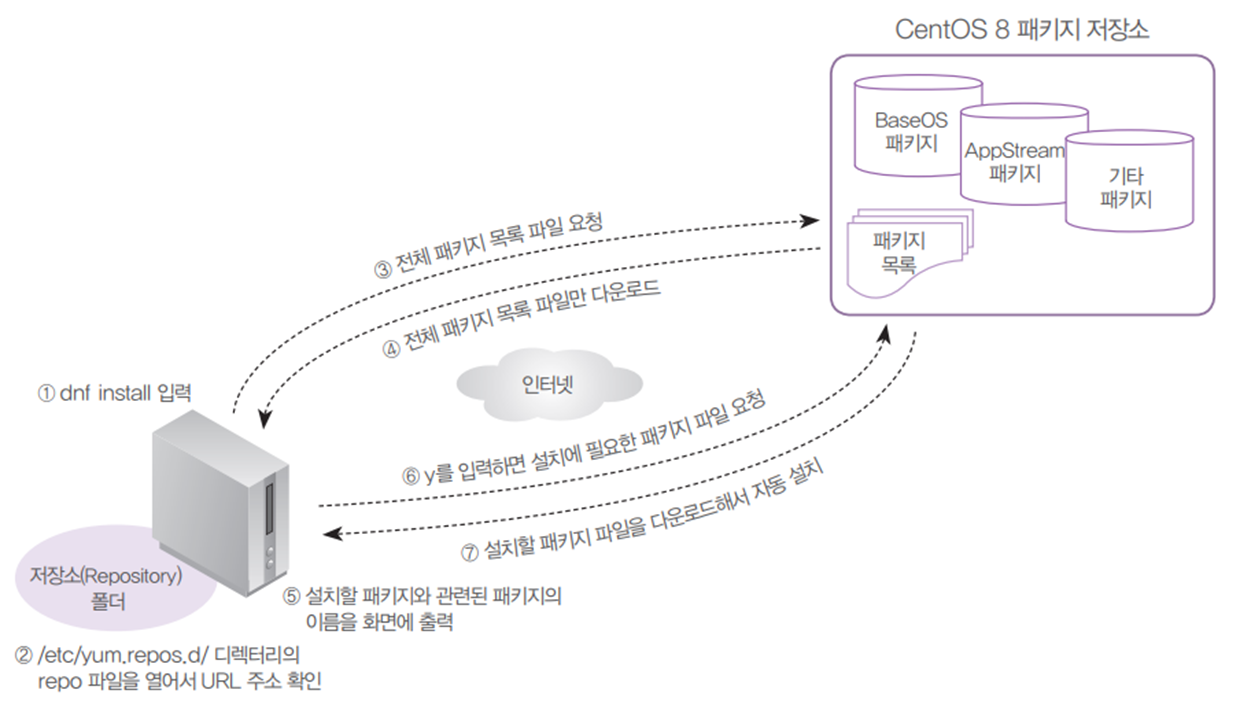 CentOS 8 패키지 저장소
BaseOS
패키지
AppStream
패키지
기타
패키지
패키지
목록
③ 전체 패키지 목록 파일 요청
④ 전체 패키지 목록 파일만 다운로드
인터넷
① dnf install 입력
⑥ y를 입력하면 설치에 필요한 패키지 파일 요청
⑦ 설치할 패키지 파일을 다운로드해서 자동 설치
저장소(Repository)
폴더
⑤ 설치할 패키지와 관련된 패키지의
이름을 화면에 출력
② /etc/yum.repos.d/ 디렉터리의
repo 파일을 열어서 URL 주소 확인